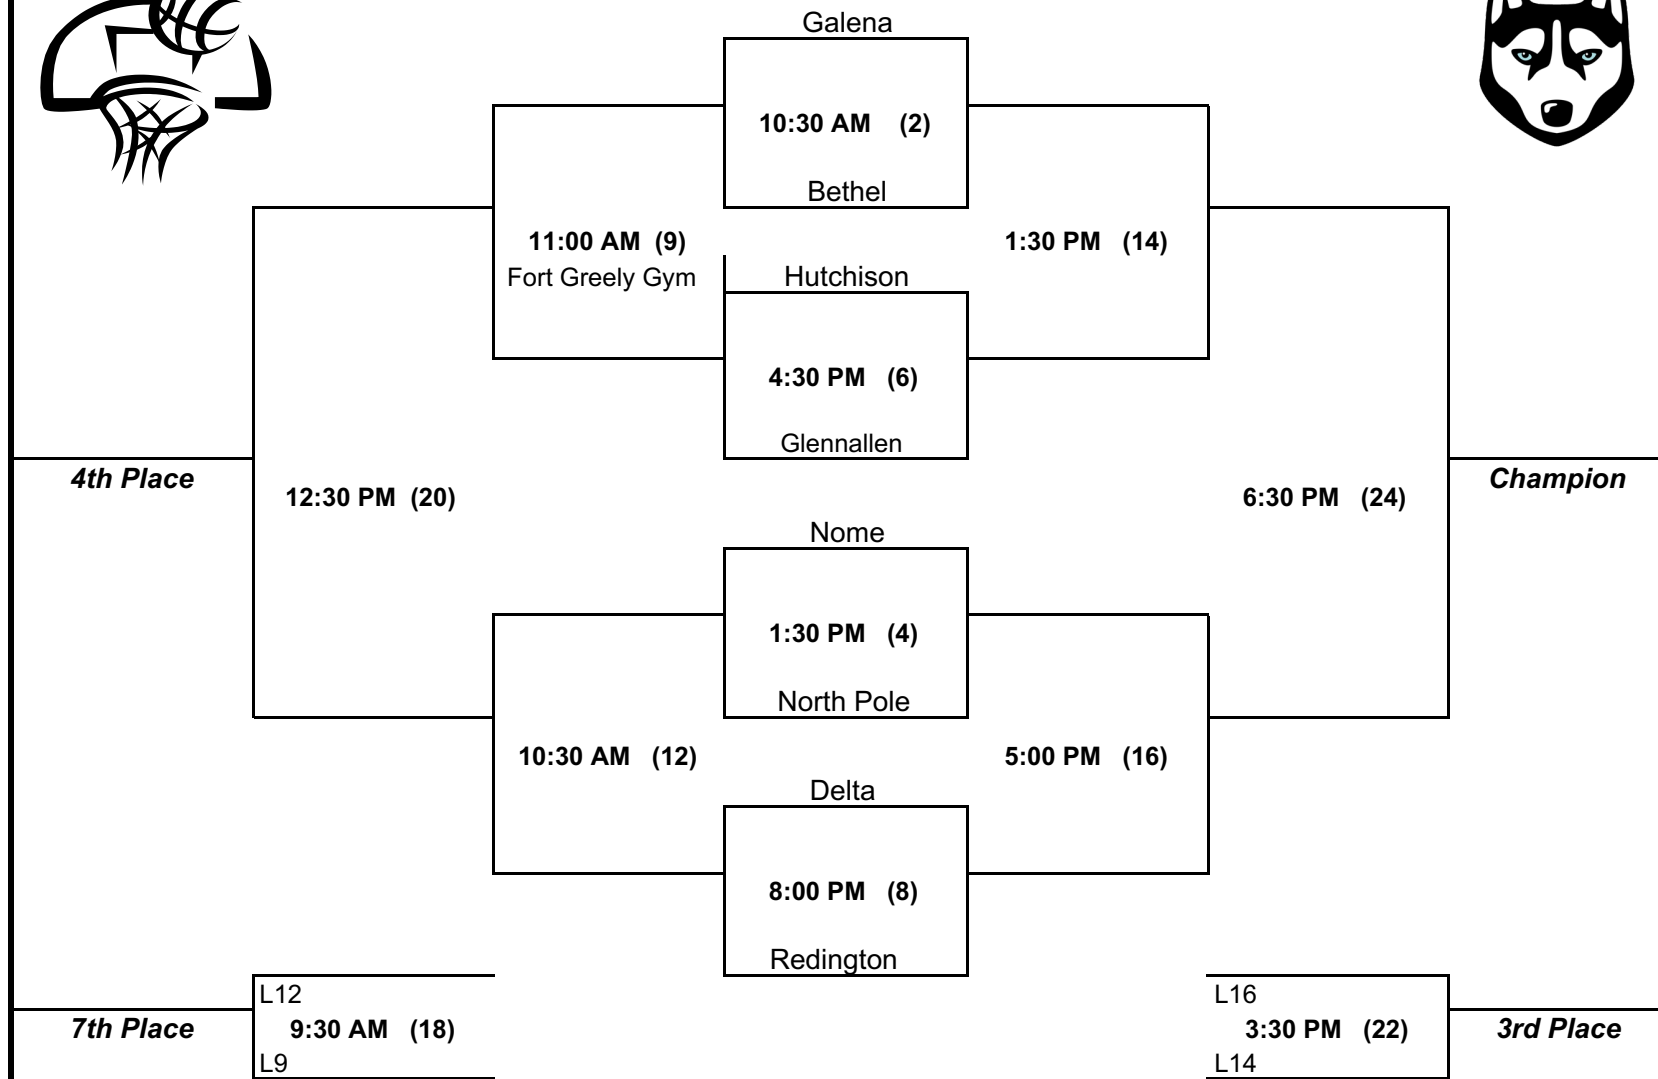 Galena
10:30 AM (2)
Bethel
11:00 AM (9)
1:30 PM (14)
Fort Greely Gym
Hutchison
4:30 PM (6)
Glennallen
4th Place
Champion
12:30 PM (20)
6:30 PM (24)
Nome
1:30 PM (4)
North Pole
10:30 AM (12)
5:00 PM (16)
Delta
8:00 PM (8)
Redington
L12
L16
7th Place
9:30 AM (18)
3:30 PM (22)
3rd Place
L9
L14